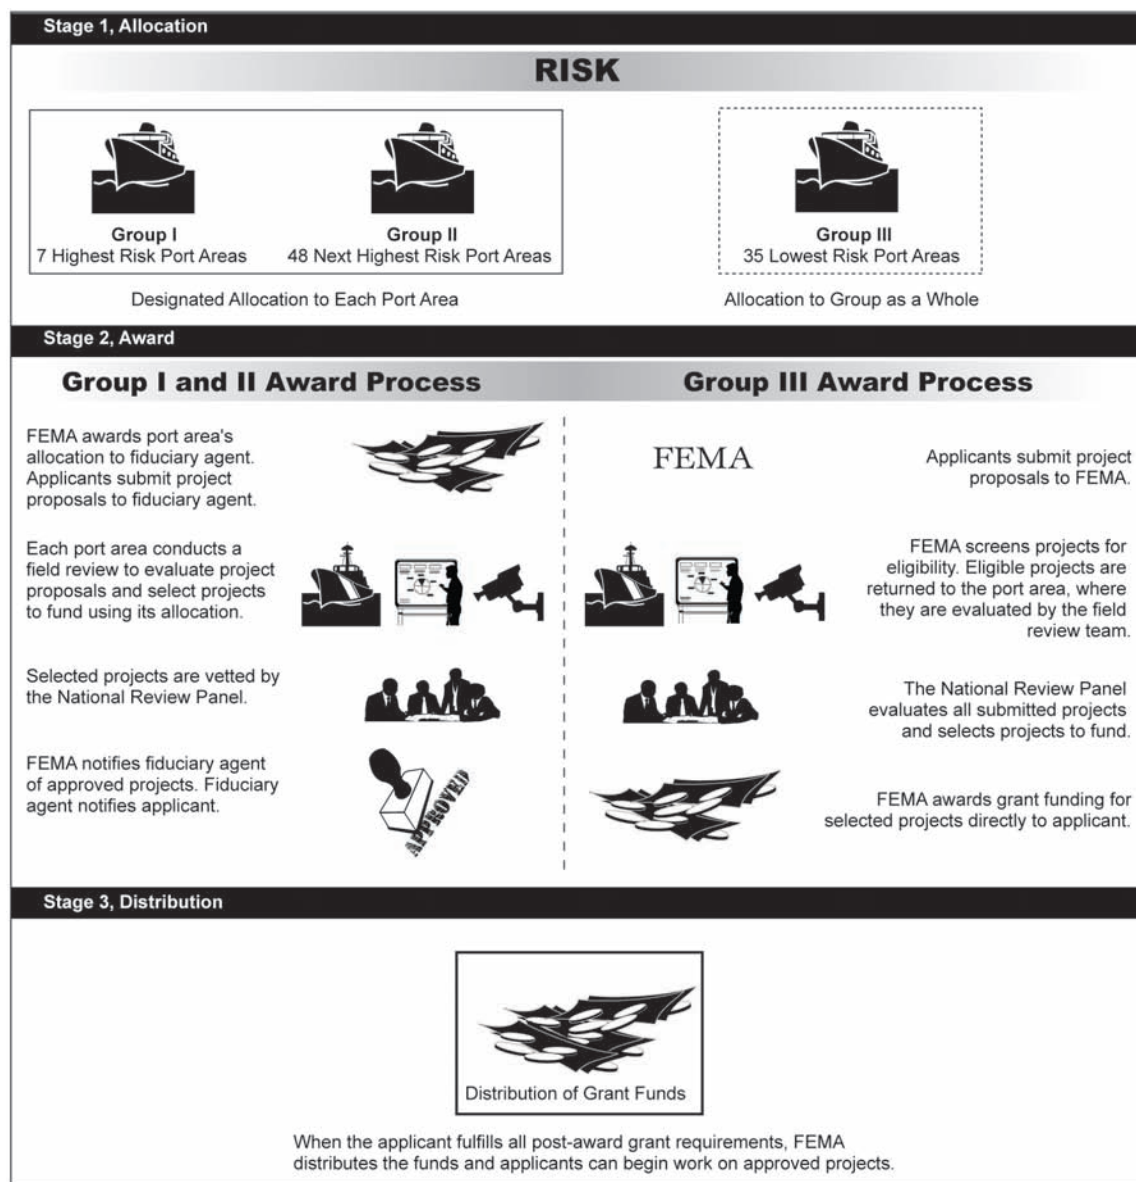 Stage 1, Allocation
RISK
Group I
7 Highest Risk Port Areas
Group II
48 Next Highest Risk Port Areas
Designated Allocation to Each Port Area
Group III
35 Lowest Risk Port Areas
Allocation to Group as a Whole
Stage 2, Award
Group I and II Award Process
FEMA awards port area's
allocation to fiduciary agent.
Applicants submit project
proposals to fiduciary agent.
Each port area conducts a
field review to evaluate project
proposals and select projects
to fund using its allocation.
Selected projects are vetted by
the National Review Panel.
FEMA notifies fiduciary agent
of approved projects. Fiduciary
agent notifies applicant.
APPROVED
Group III Award Process
FEMA
Applicants submit project
proposals to FEMA.
FEMA screens projects for
eligibility. Eligible projects are
returned to the port area, where
they are evaluated by the field
review team.
The National Review Panel
evaluates all submitted projects
and selects projects to fund.
FEMA awards grant funding for
selected projects directly to applicant.
Stage 3, Distribution
Distribution of Grant Funds
When the applicant fulfills all post-award grant requirements, FEMA
distributes the funds and applicants can begin work on approved projects.